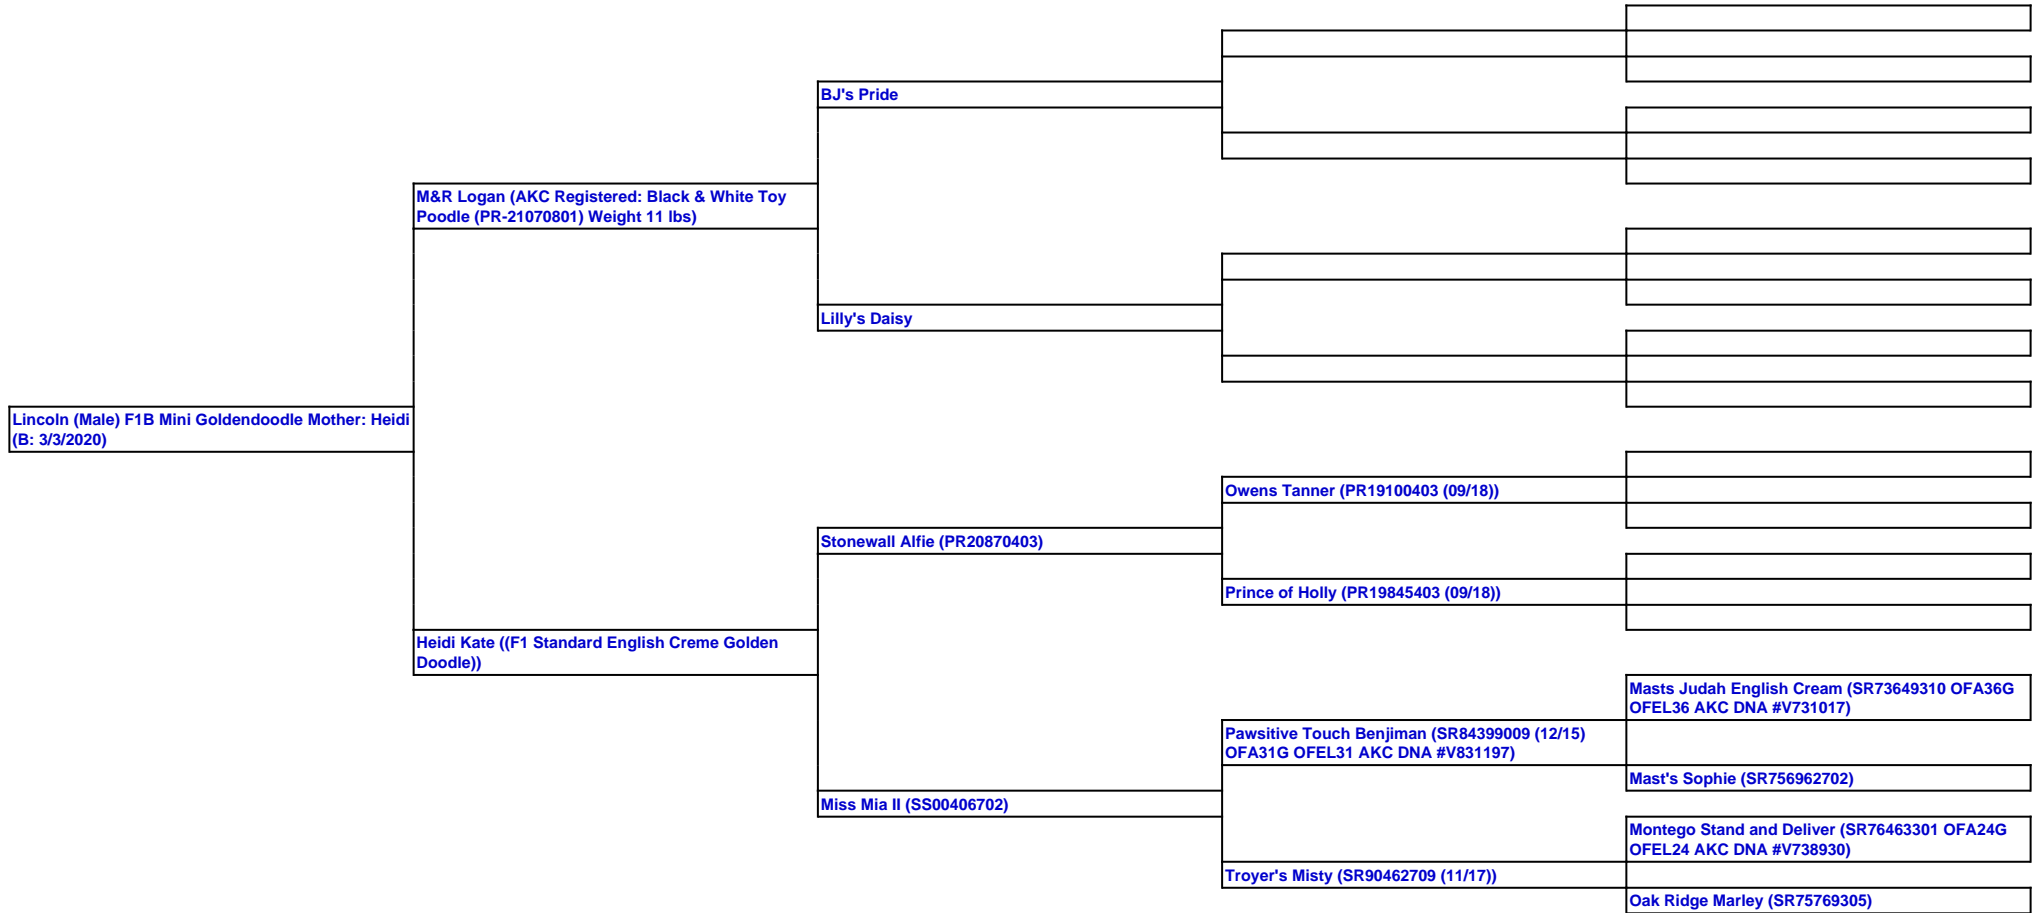 BJ's Pride
M&R Logan (AKC Registered: Black & White Toy
Poodle (PR-21070801) Weight 11 lbs)
Lilly's Daisy
Lincoln (Male) F1B Mini Goldendoodle Mother: Heidi
(B: 3/3/2020)
Owens Tanner (PR19100403 (09/18))
Stonewall Alfie (PR20870403)
Prince of Holly (PR19845403 (09/18))
Heidi Kate ((F1 Standard English Creme Golden
Doodle))
Masts Judah English Cream (SR73649310 OFA36G
OFEL36 AKC DNA #V731017)
Pawsitive Touch Benjiman (SR84399009 (12/15)
OFA31G OFEL31 AKC DNA #V831197)
Mast's Sophie (SR756962702)
Miss Mia II (SS00406702)
Montego Stand and Deliver (SR76463301 OFA24G
OFEL24 AKC DNA #V738930)
Troyer's Misty (SR90462709 (11/17))
Oak Ridge Marley (SR75769305)